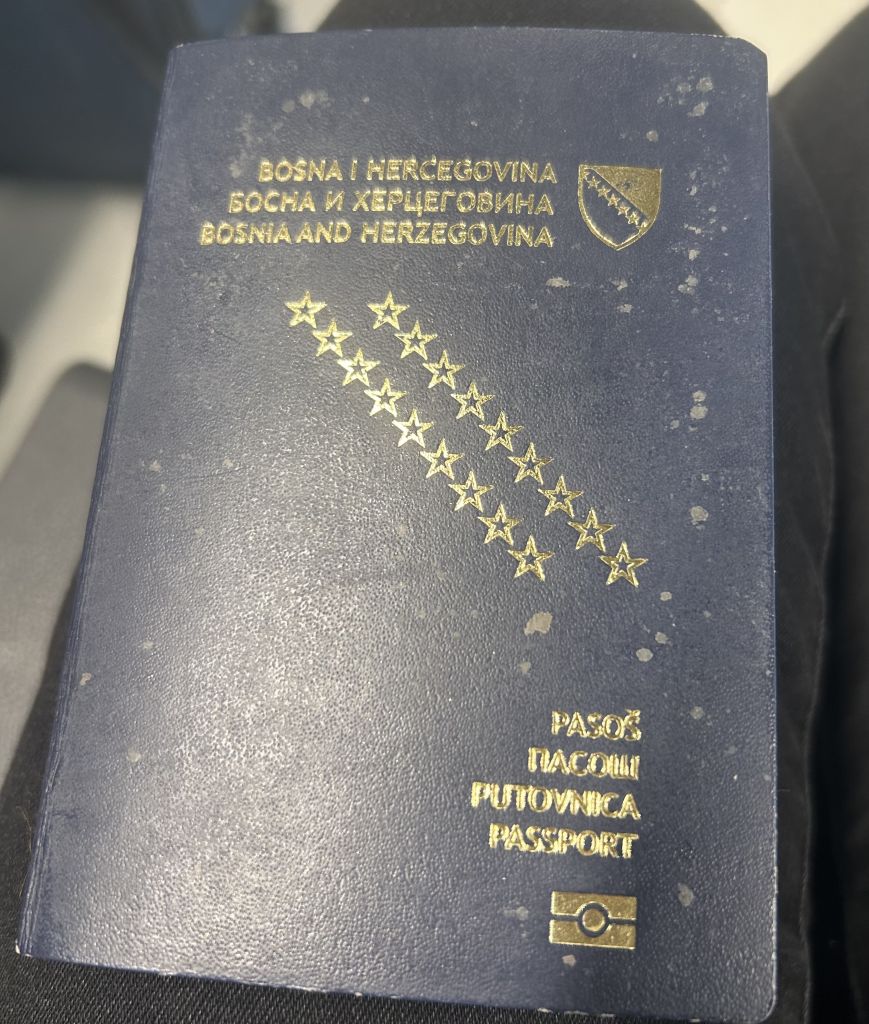 BOSNA I HERCEGOVINA
БОСНА И ХЕРЦЕГОВИНА
BOSNIA AND HERZEGOVINA
PASOŠ
ПАСОШ
PUTOVNICA
PASSPORT